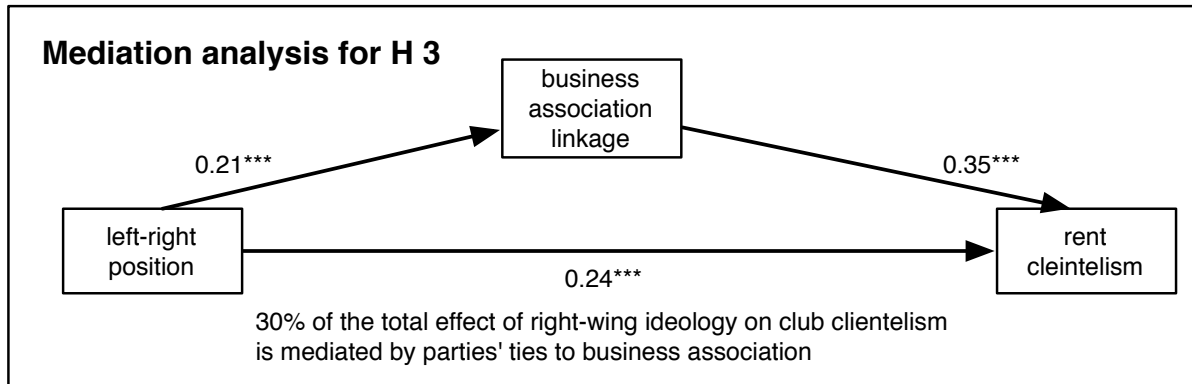 Mediation analysis for H 3
business
association
linkage
0.21***
0.35***
left-right
position
rent
cleintelism
0.24***
30% of the total effect of right-wing ideology on club clientelism
is mediated by parties' ties to business association